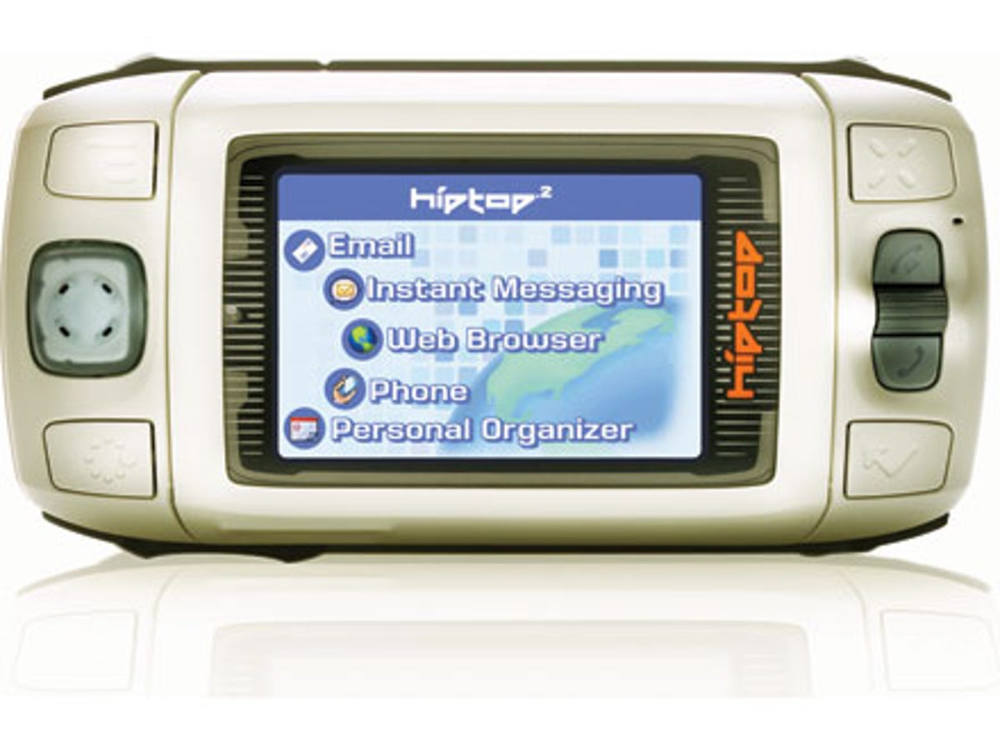 hiptop²
Email
Instant Messaging
Web Browser
Phone
Personal Organizer
hiptop